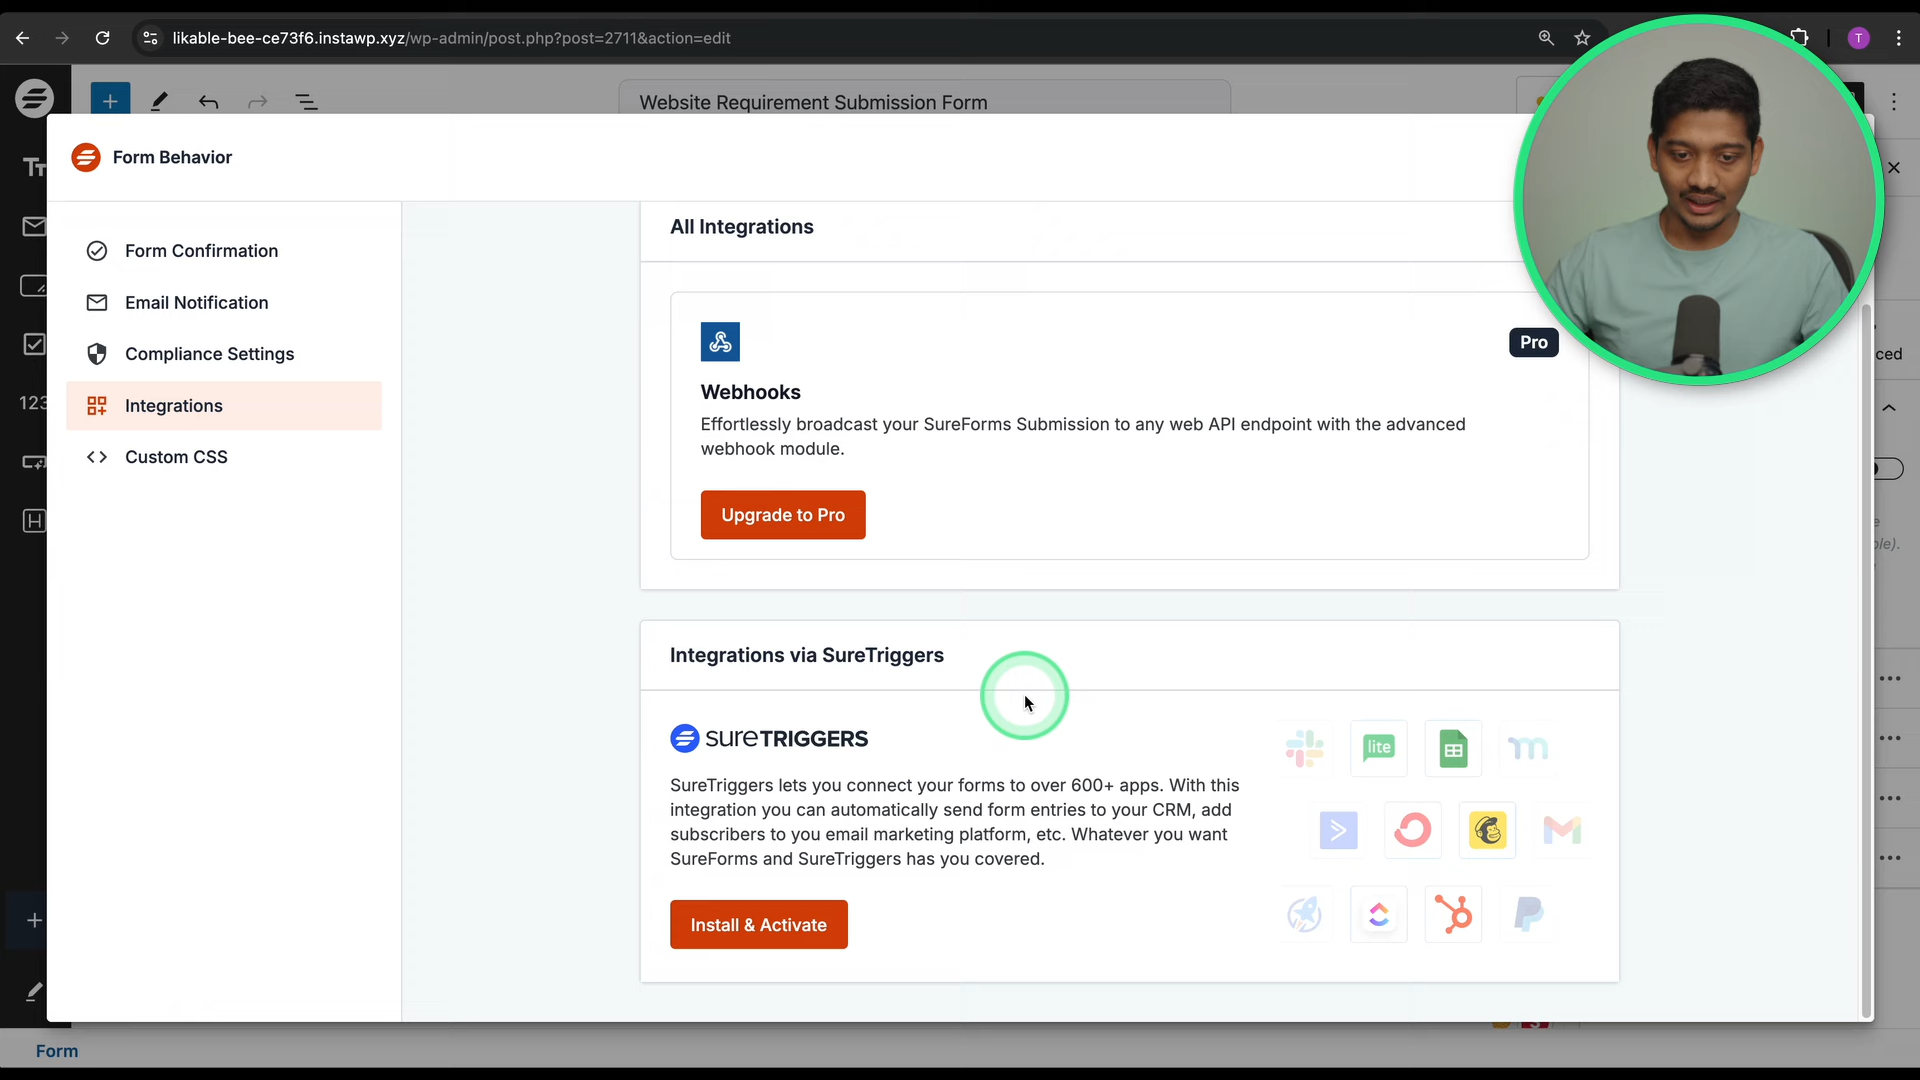 likable-bee-ce73f6.instawp.xyz/wp-admin/post.php?post=2711&action=edit
T
Website Requirement Submission Form
Form Behavior
Form Confirmation
Email Notification
Compliance Settings
Integrations
Custom CSS
All Integrations
Pro
Webhooks
Effortlessly broadcast your SureForms Submission to any web API endpoint with the advanced
webhook module.
Upgrade to Pro
Integrations via SureTriggers
sureTRIGGERS
SureTriggers lets you connect your forms to over 600+ apps. With this
integration you can automatically send form entries to your CRM, add
subscribers to you email marketing platform, etc. Whatever you want
SureForms and SureTriggers has you covered.
Install & Activate
lite
123
Form